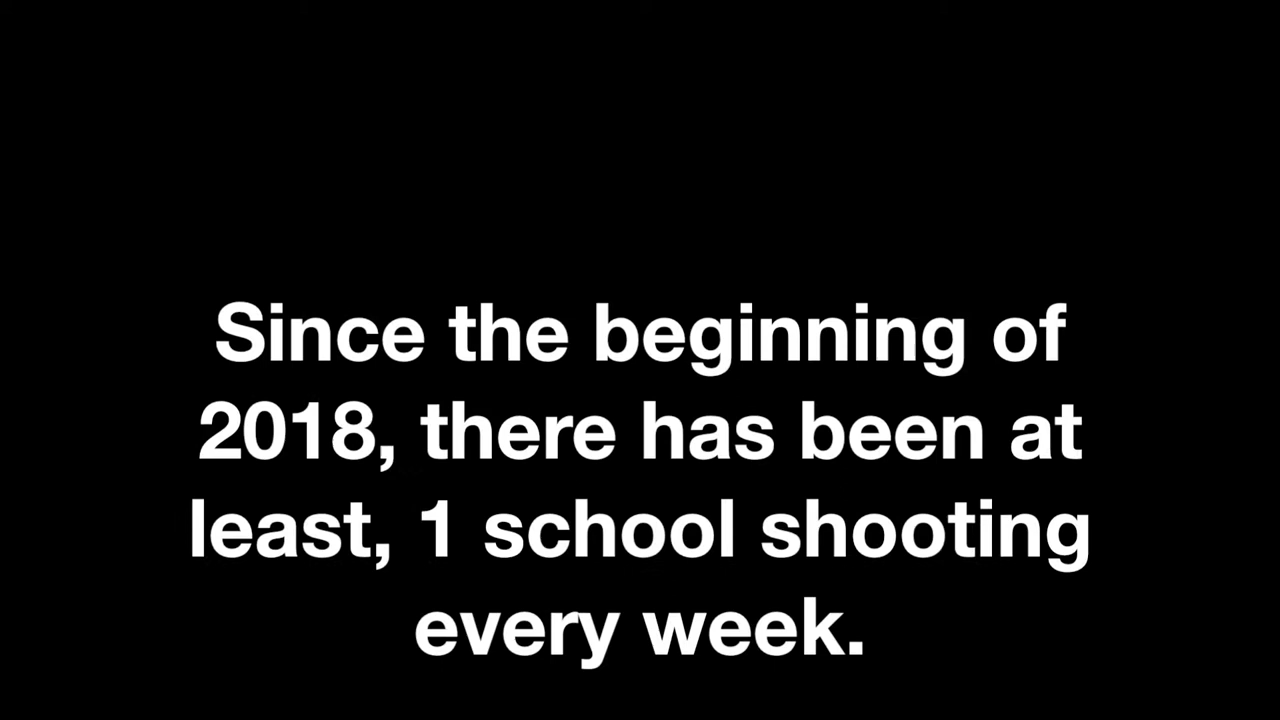 Since the beginning of
2018, there has been at
least, 1 school shooting
every week.